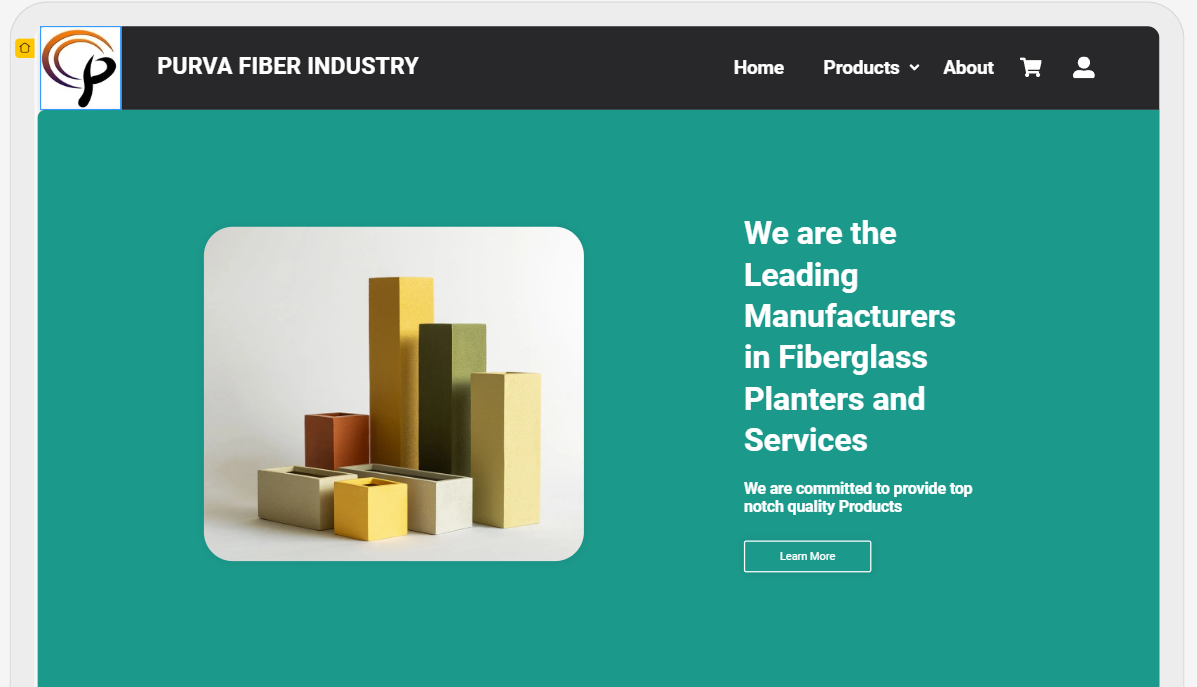 PURVA FIBER INDUSTRY
Home Products About
We are the
Leading
Manufacturers
in Fiberglass
Planters and
Services
We are committed to provide top
notch quality Products
Learn More